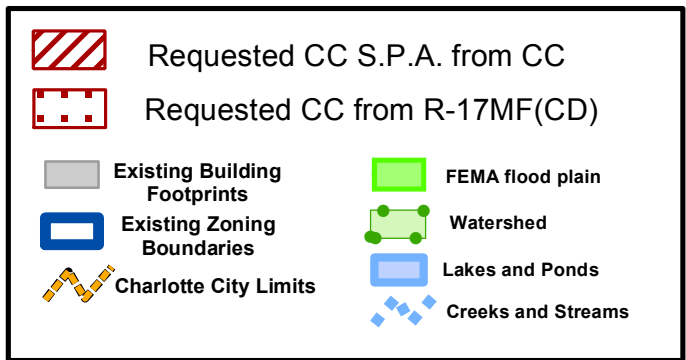 Requested CC S.P.A. from CC
Requested CC from R-17MF(CD)
Existing Building
Footprints
Existing Zoning
Boundaries
Charlotte City Limits
FEMA flood plain
Watershed
Lakes and Ponds
Creeks and Streams